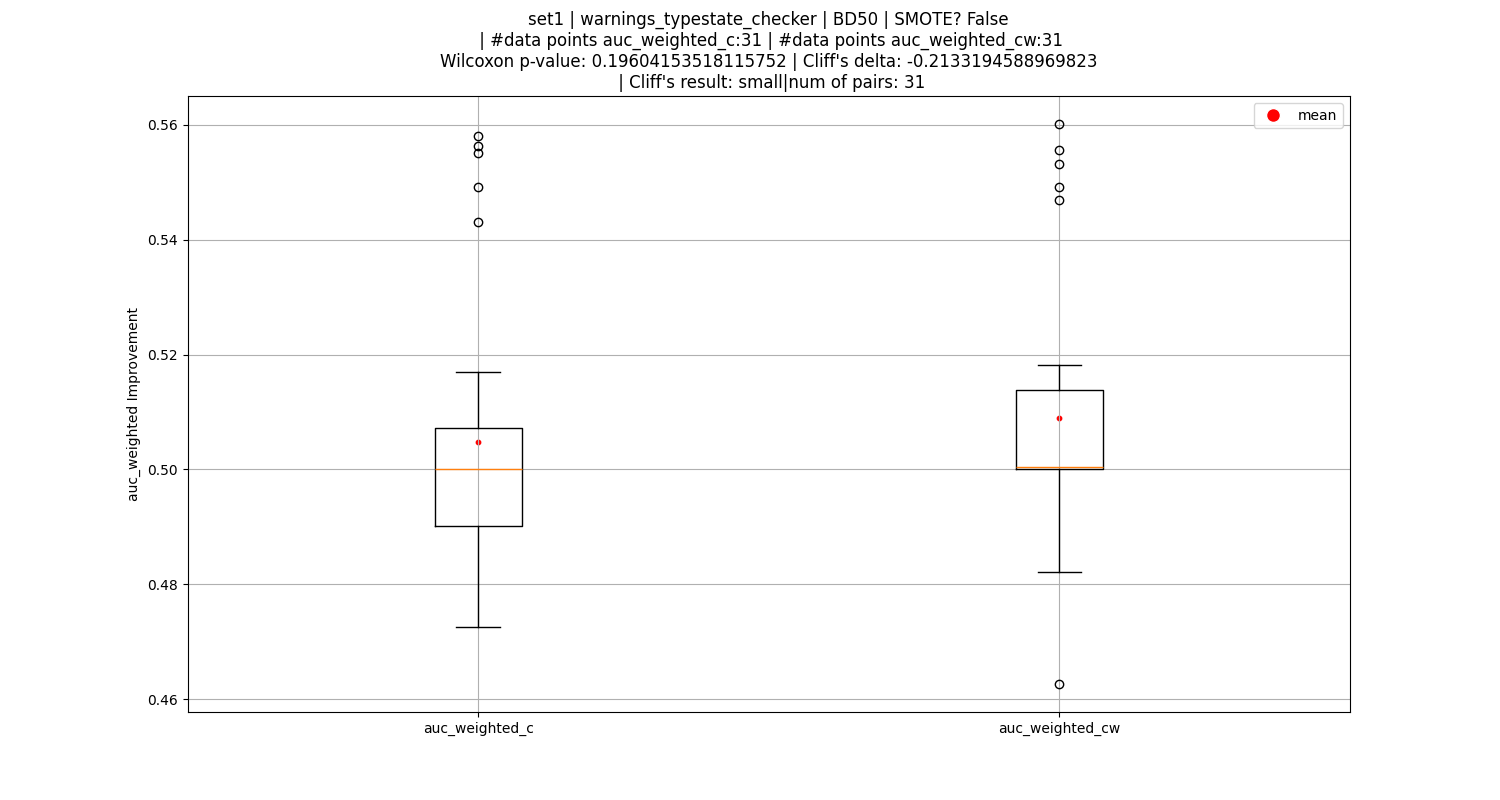 set1 | warnings_typestate_checker | BD50 | SMOTE? False
| #data points auc_weighted_c:31 | #data points auc_weighted_cw:31
Wilcoxon p-value: 0.19604153518115752 | Cliff's delta: -0.2133194588969823
| Cliff's result: small|num of pairs: 31
mean
0.56
0.54
0.52
0.50
0.48
0.46
auc_weighted Improvement
auc_weighted_c
auc_weighted_cw